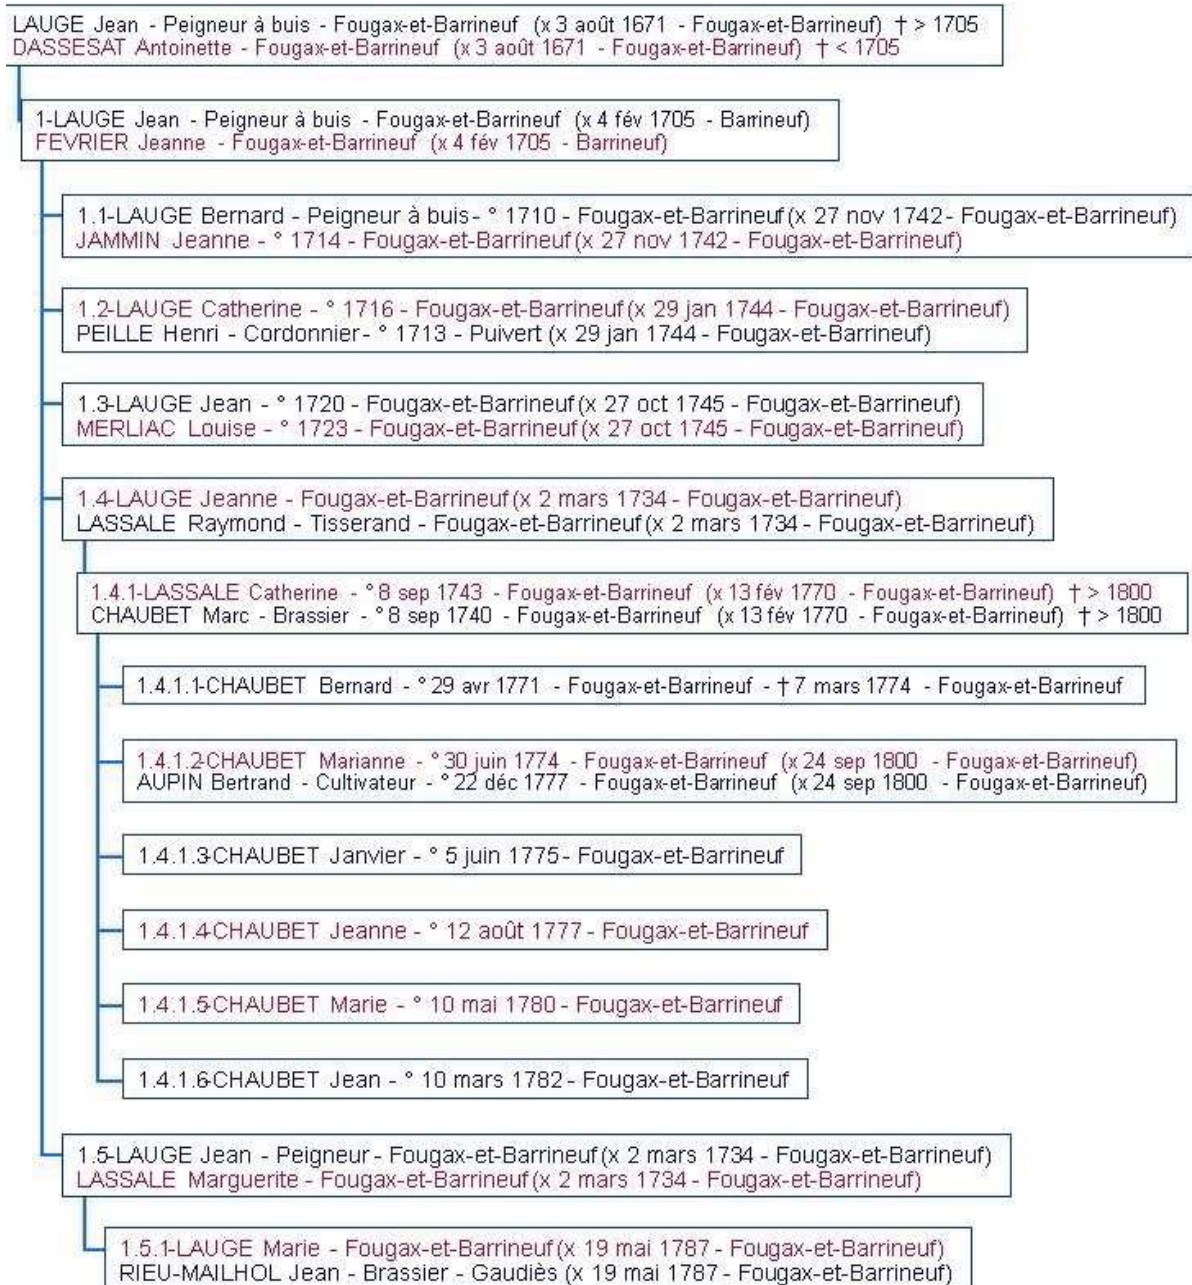 LAUGE Jean - Peigneur à buis - Fougax-et-Barrineuf (x 3 août 1671 - Fougax-et-Barrineuf) † > 1705
DASSESAT Antoinette - Fougax-et-Barrineuf (x 3 août 1671 - Fougax-et-Barrineuf) † < 1705
1-LAUGE Jean - Peigneur à buis - Fougax-et-Barrineuf (x 4 fév 1705 - Barrineuf)
FEVRIER Jeanne - Fougax-et-Barrineuf (x 4 fév 1705 - Barrineuf)
1.1-LAUGE Bernard - Peigneur à buis - ° 1710 - Fougax-et-Barrineuf (x 27 nov 1742 - Fougax-et-Barrineuf)
JAMMIN Jeanne - ° 1714 - Fougax-et-Barrineuf (x 27 nov 1742 - Fougax-et-Barrineuf)
1.2-LAUGE Catherine - ° 1716 - Fougax-et-Barrineuf (x 29 jan 1744 - Fougax-et-Barrineuf)
PEILLE Henri - Cordonnier - ° 1713 - Puivert (x 29 jan 1744 - Fougax-et-Barrineuf)
1.3-LAUGE Jean - ° 1720 - Fougax-et-Barrineuf (x 27 oct 1745 - Fougax-et-Barrineuf)
MERLIAC Louise - ° 1723 - Fougax-et-Barrineuf (x 27 oct 1745 - Fougax-et-Barrineuf)
1.4-LAUGE Jeanne - Fougax-et-Barrineuf (x 2 mars 1734 - Fougax-et-Barrineuf)
LASSALE Raymond - Tisserand - Fougax-et-Barrineuf (x 2 mars 1734 - Fougax-et-Barrineuf)
1.4.1-LASSALE Catherine - ° 8 sep 1743 - Fougax-et-Barrineuf (x 13 fév 1770 - Fougax-et-Barrineuf) † > 1800
CHAUBET Marc - Brassier - ° 8 sep 1740 - Fougax-et-Barrineuf (x 13 fév 1770 - Fougax-et-Barrineuf) † > 1800
1.4.1.1-CHAUBET Bernard - ° 29 avr 1771 - Fougax-et-Barrineuf - † 7 mars 1774 - Fougax-et-Barrineuf
1.4.1.2-CHAUBET Marianne - ° 30 juin 1774 - Fougax-et-Barrineuf (x 24 sep 1800 - Fougax-et-Barrineuf)
AUPIN Bertrand - Cultivateur - ° 22 déc 1777 - Fougax-et-Barrineuf (x 24 sep 1800 - Fougax-et-Barrineuf)
1.4.1.3-CHAUBET Janvier - ° 5 juin 1775 - Fougax-et-Barrineuf
1.4.1.4-CHAUBET Jeanne - ° 12 août 1777 - Fougax-et-Barrineuf
1.4.1.5-CHAUBET Marie - ° 10 mai 1780 - Fougax-et-Barrineuf
1.4.1.6-CHAUBET Jean - ° 10 mars 1782 - Fougax-et-Barrineuf
1.5-LAUGE Jean - Peigneur - Fougax-et-Barrineuf (x 2 mars 1734 - Fougax-et-Barrineuf)
LASSALE Marguerite - Fougax-et-Barrineuf (x 2 mars 1734 - Fougax-et-Barrineuf)
1.5.1-LAUGE Marie - Fougax-et-Barrineuf (x 19 mai 1787 - Fougax-et-Barrineuf)
RIEU-MAILHOL Jean - Brassier - Gaudiès (x 19 mai 1787 - Fougax-et-Barrineuf)